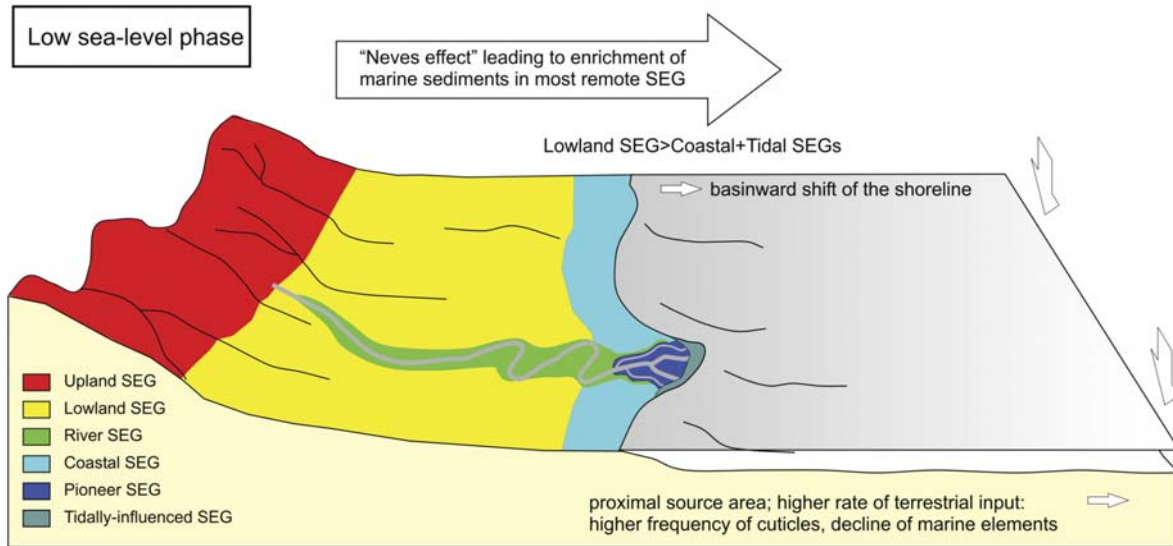 Low sea-level phase
“Neves effect” leading to enrichment of
marine sediments in most remote SEG
Lowland SEG>Coastal+Tidal SEGs
basinward shift of the shoreline
Upland SEG
Lowland SEG
River SEG
Coastal SEG
Pioneer SEG
Tidally-influenced SEG
proximal source area; higher rate of terrestrial input:
higher frequency of cuticles, decline of marine elements